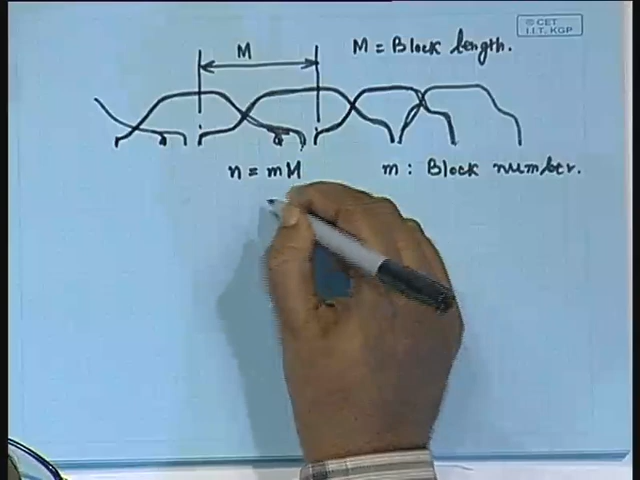 © CET
I.I.T. KGP
M
M = Block length.
n = mM
m : Block number.